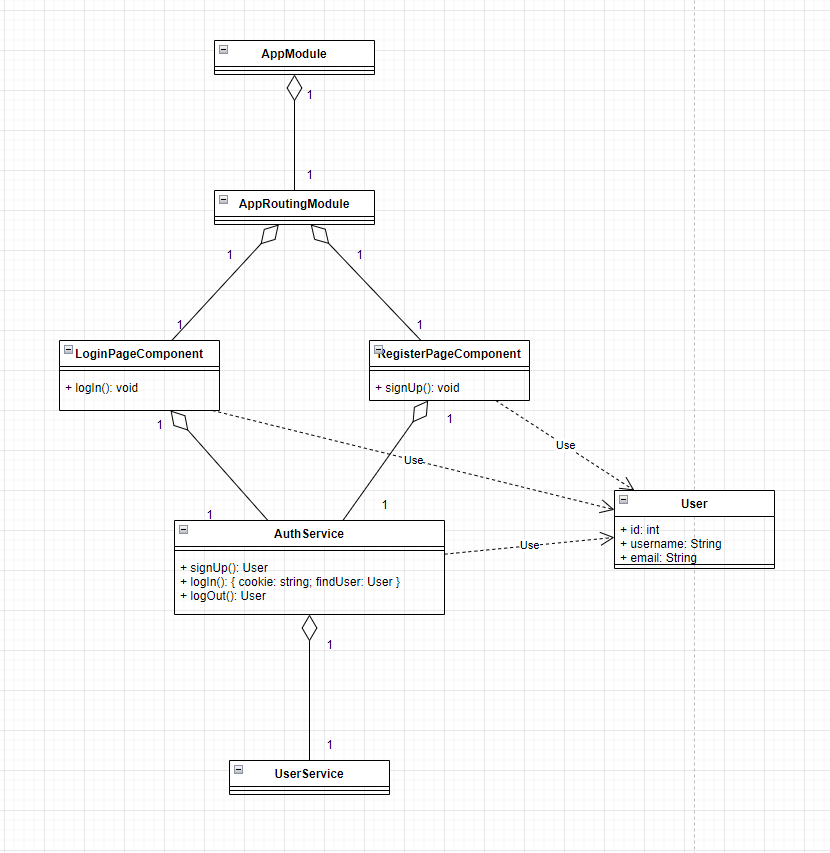 AppModule
1
1
AppRoutingModule
1
1
1
1
LoginPageComponent
+ logIn(): void
RegisterPageComponent
+ signUp(): void
1
1
Use
Use
1
1
AuthService
+ signUp(): User
+ logIn(): { cookie: string; findUser: User }
+ logOut(): User
Use
User
+ id: int
+ username: String
+ email: String
1
1
UserService